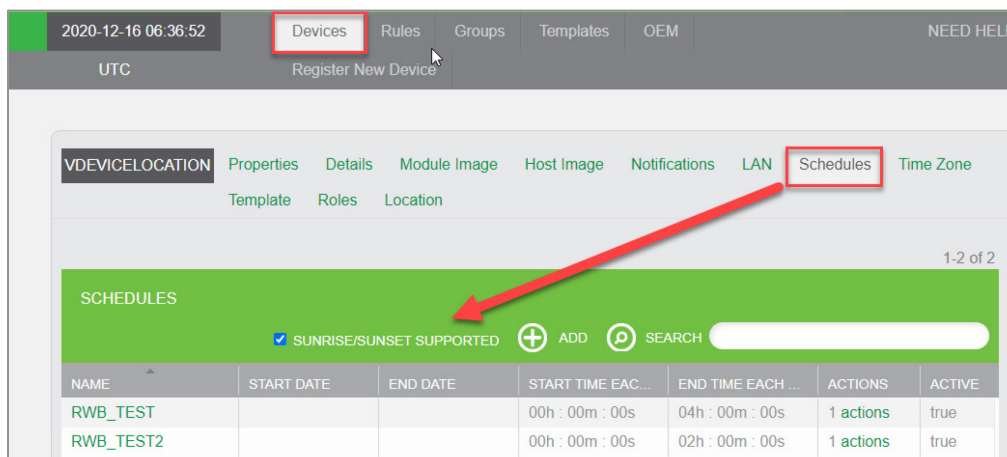 2020-12-16 06:36:52 Devices Rules Groups Templates OEM NEED HEL
UTC Register New Device
VDEVICELOCATION Properties Details Module Image Host Image Notifications LAN Schedules Time Zone
Template Roles Location
1-2 of 2
SCHEDULES
SUNRISE/SUNSET SUPPORTED ADD SEARCH
NAME START DATE END DATE START TIME EAC... END TIME EACH ... ACTIONS ACTIVE
RWB_TEST 00h : 00m : 00s 04h : 00m : 00s 1 actions true
RWB_TEST2 00h : 00m : 00s 02h : 00m : 00s 1 actions true